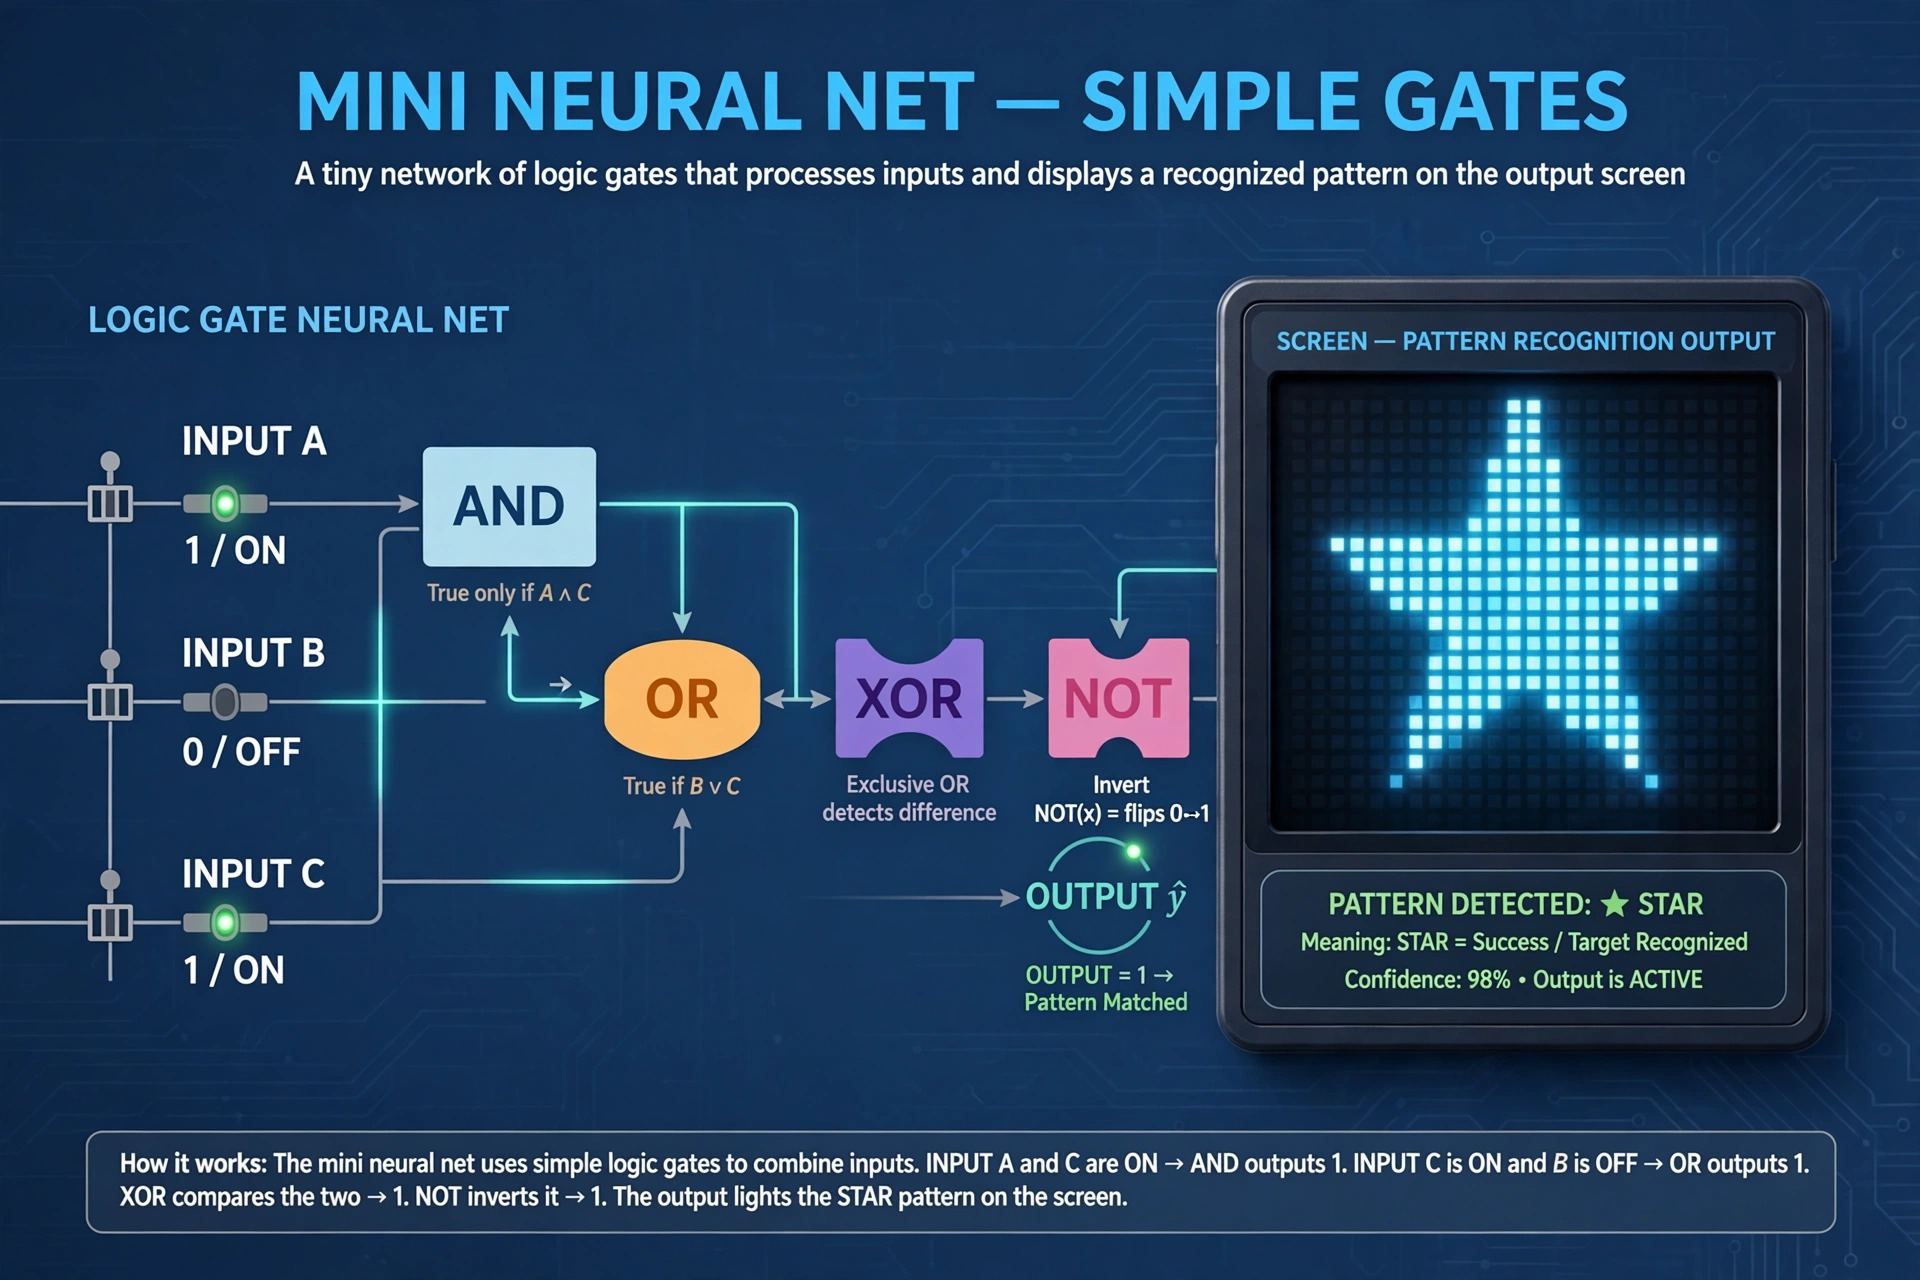 MINI NEURAL NET — SIMPLE GATES
A tiny network of logic gates that processes inputs and displays a recognized pattern on the output screen
LOGIC GATE NEURAL NET
INPUT A
1 / ON
AND
True only if A ∧ C
INPUT B
0 / OFF
OR
True if B ∨ C
XOR
Exclusive OR
detects difference
NOT
Invert
NOT(x) = flips 0↔1
INPUT C
1 / ON
OUTPUT ŷ
OUTPUT = 1 →
Pattern Matched
SCREEN — PATTERN RECOGNITION OUTPUT
PATTERN DETECTED: ★ STAR
Meaning: STAR = Success / Target Recognized
Confidence: 98% • Output is ACTIVE
How it works: The mini neural net uses simple logic gates to combine inputs. INPUT A and C are ON → AND outputs 1. INPUT C is ON and B is OFF → OR outputs 1.
XOR compares the two → 1. NOT inverts it → 1. The output lights the STAR pattern on the screen.